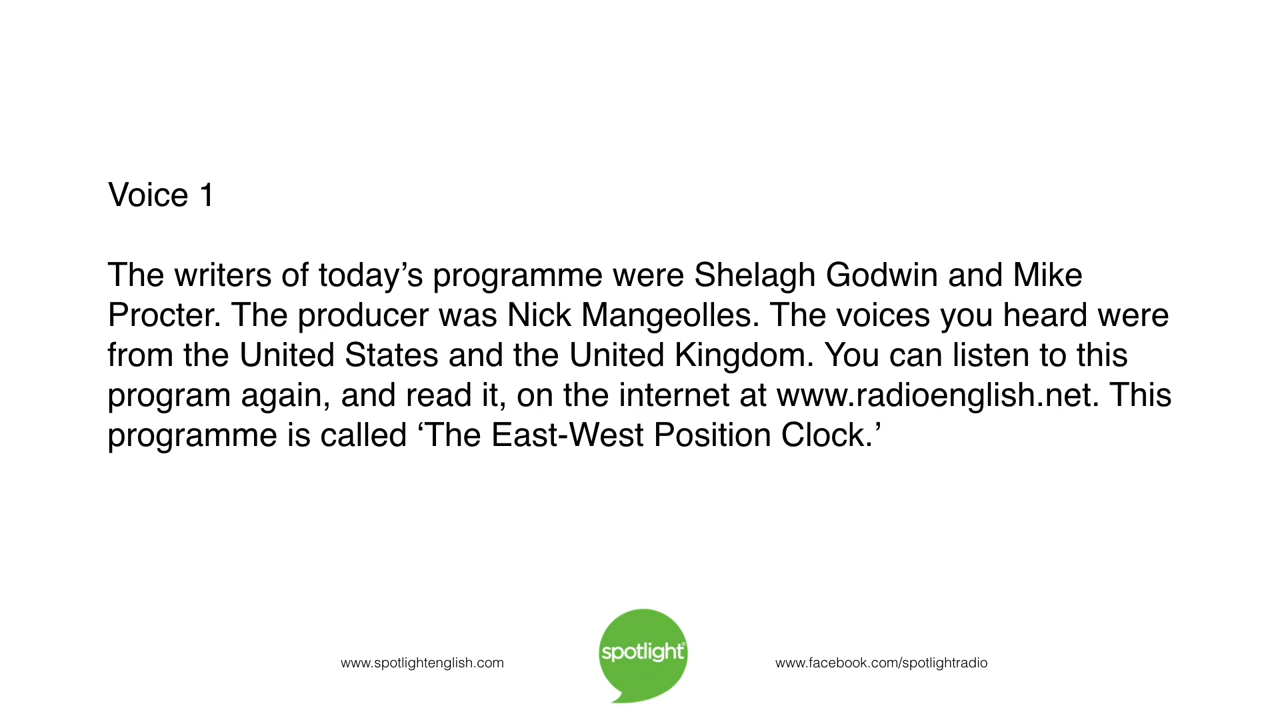 Voice 1
The writers of today’s programme were Shelagh Godwin and Mike
Procter. The producer was Nick Mangeolles. The voices you heard were
from the United States and the United Kingdom. You can listen to this
program again, and read it, on the internet at www.radioenglish.net. This
programme is called ‘The East-West Position Clock.’
www.spotlightenglish.com
spotlight®
www.facebook.com/spotlightradio